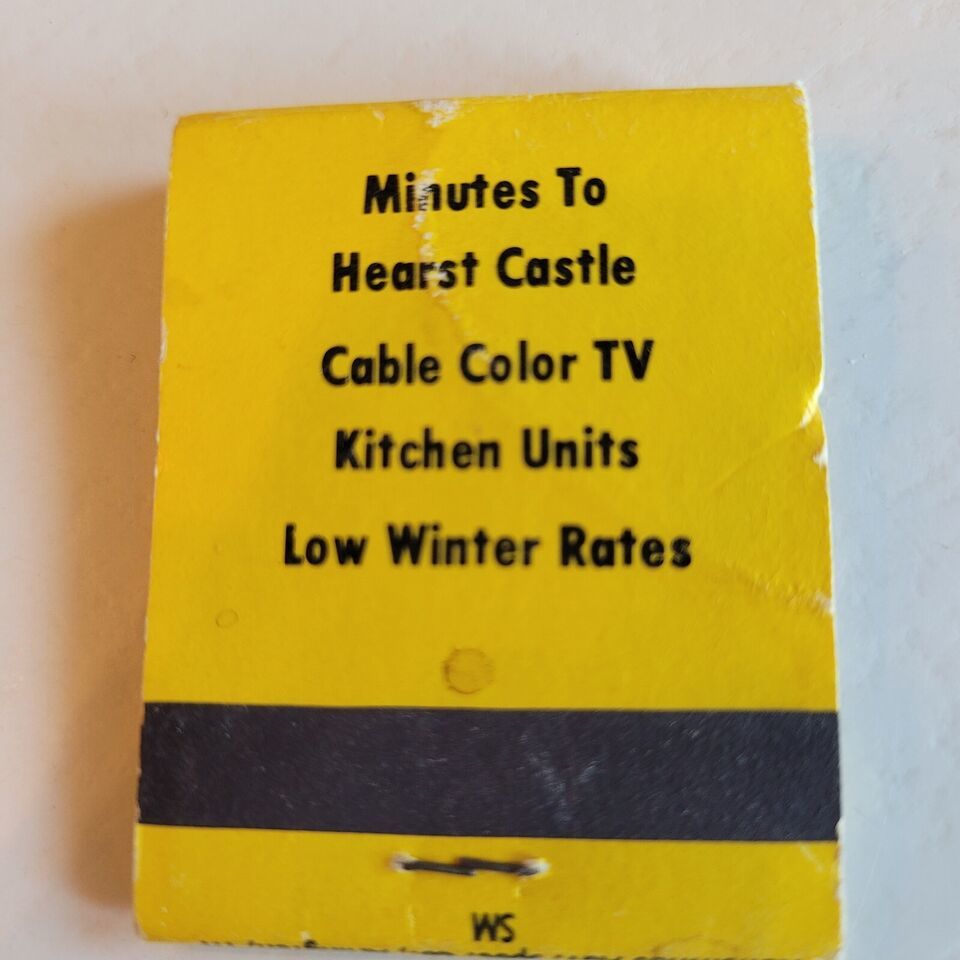 Minutes To
Hearst Castle
Cable Color TV
Kitchen Units
Low Winter Rates
WS